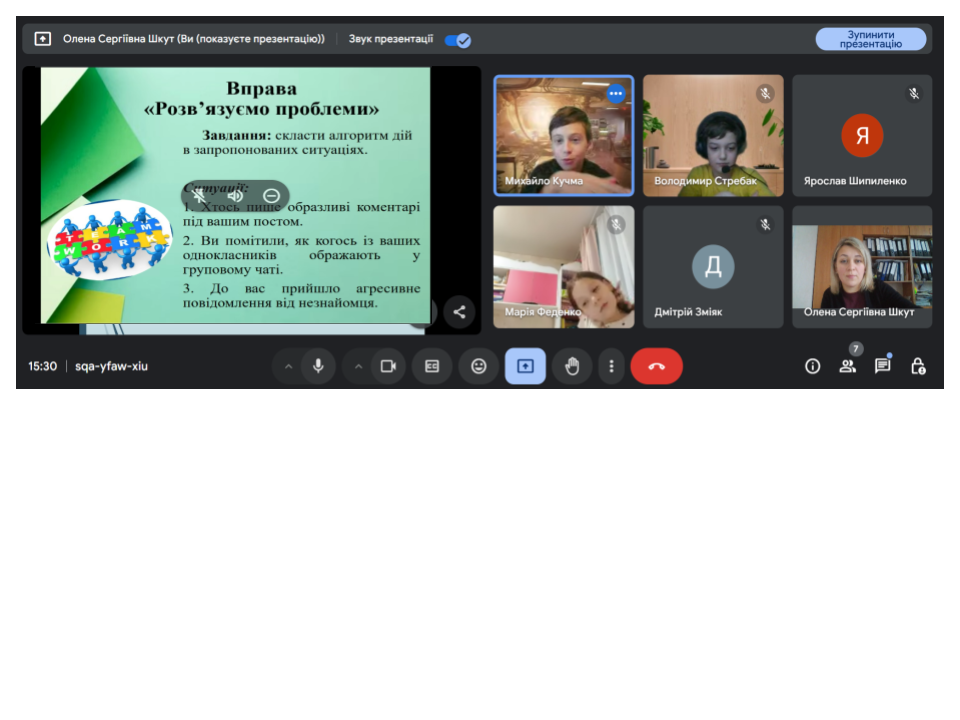 Олена Сергіївна Шкут (Ви (показуєте презентацію))
Звук презентації
Зупинити
презентацію
Вправа
«Розв’язуємо проблеми»
Завдання: скласти алгоритм дій
в запропонованих ситуаціях.
Ситуації:
1. Хтось пише образливі коментарі
під вашим постом.
2. Ви помітили, як когось із ваших
однокласників ображають у
груповому чаті.
3. До вас прийшло агресивне
повідомлення від незнайомця.
TEAM
WORK
Михайло Кучма
Володимир Стребак
Я
Ярослав Шипиленко
Марія Феденко
Д
Дмітрій Зміяк
Олена Сергіївна Шкут
15:30 | sqa-yfaw-xiu
CC
7